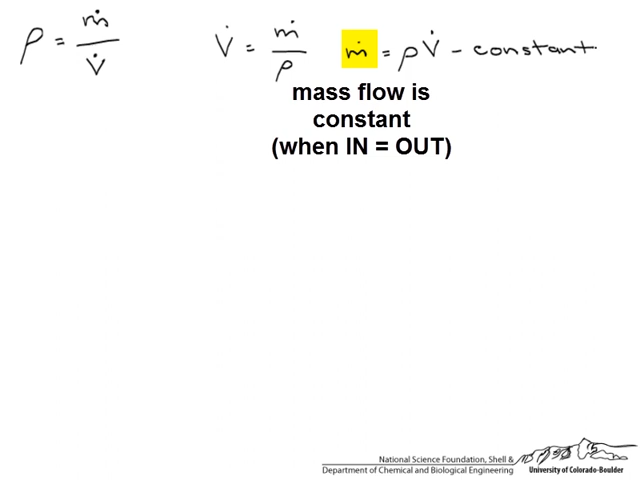 ρ = ṁ / V̇
V̇ = ṁ / ρ
ṁ = ρV̇ - constant.
mass flow is
constant
(when IN = OUT)
National Science Foundation, Shell &
Department of Chemical and Biological Engineering
University of Colorado-Boulder